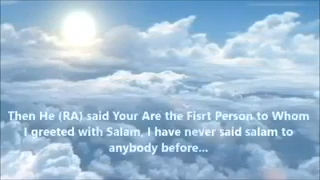 Then He (RA) said Your Are the Fisrt Person to Whom
I greeted with Salam, I have never said salam to
anybody before...